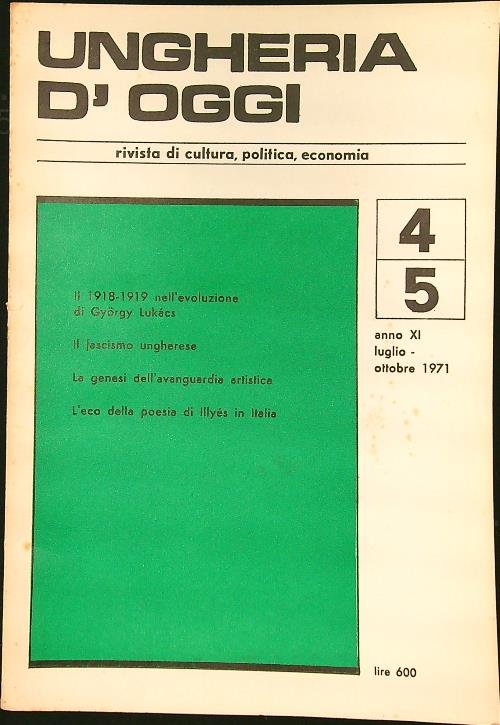 UNGHERIA
D' OGGI
rivista di cultura, politica, economia
4
5
anno XI
luglio -
ottobre 1971
Il 1918-1919 nell'evoluzione
di György Lukács
Il fascismo ungherese
La genesi dell'avanguardia artistica
L'eco della poesia di Illyés in Italia
lire 600